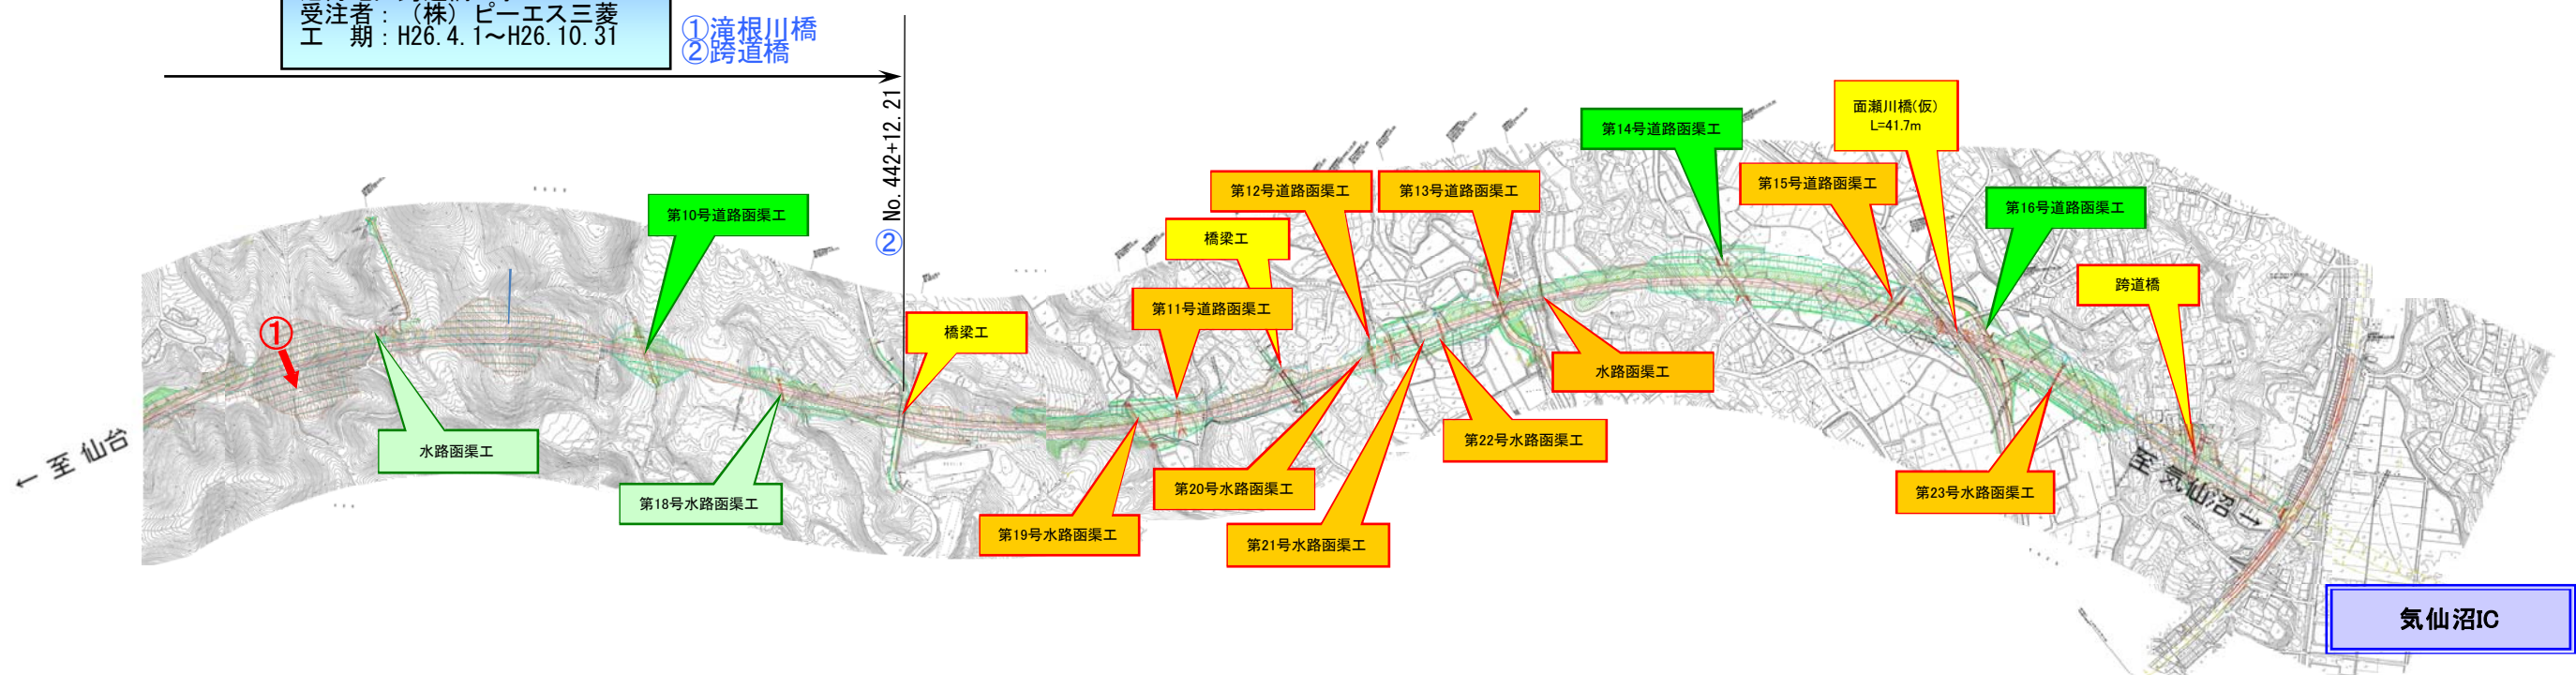 受注者：（株）ピーエス三菱
工　期：H26.4.1～H26.10.31
①滝根川橋
②跨道橋
No.442+12.21
②
①
← 至 仙台
水路函渠工
第10号道路函渠工
第18号水路函渠工
橋梁工
第19号水路函渠工
第11号道路函渠工
橋梁工
第12号道路函渠工
第20号水路函渠工
第21号水路函渠工
第13号道路函渠工
第22号水路函渠工
水路函渠工
第14号道路函渠工
第15号道路函渠工
面瀬川橋(仮)
L=41.7m
第16号道路函渠工
第23号水路函渠工
跨道橋
至 気仙沼 →
気仙沼IC